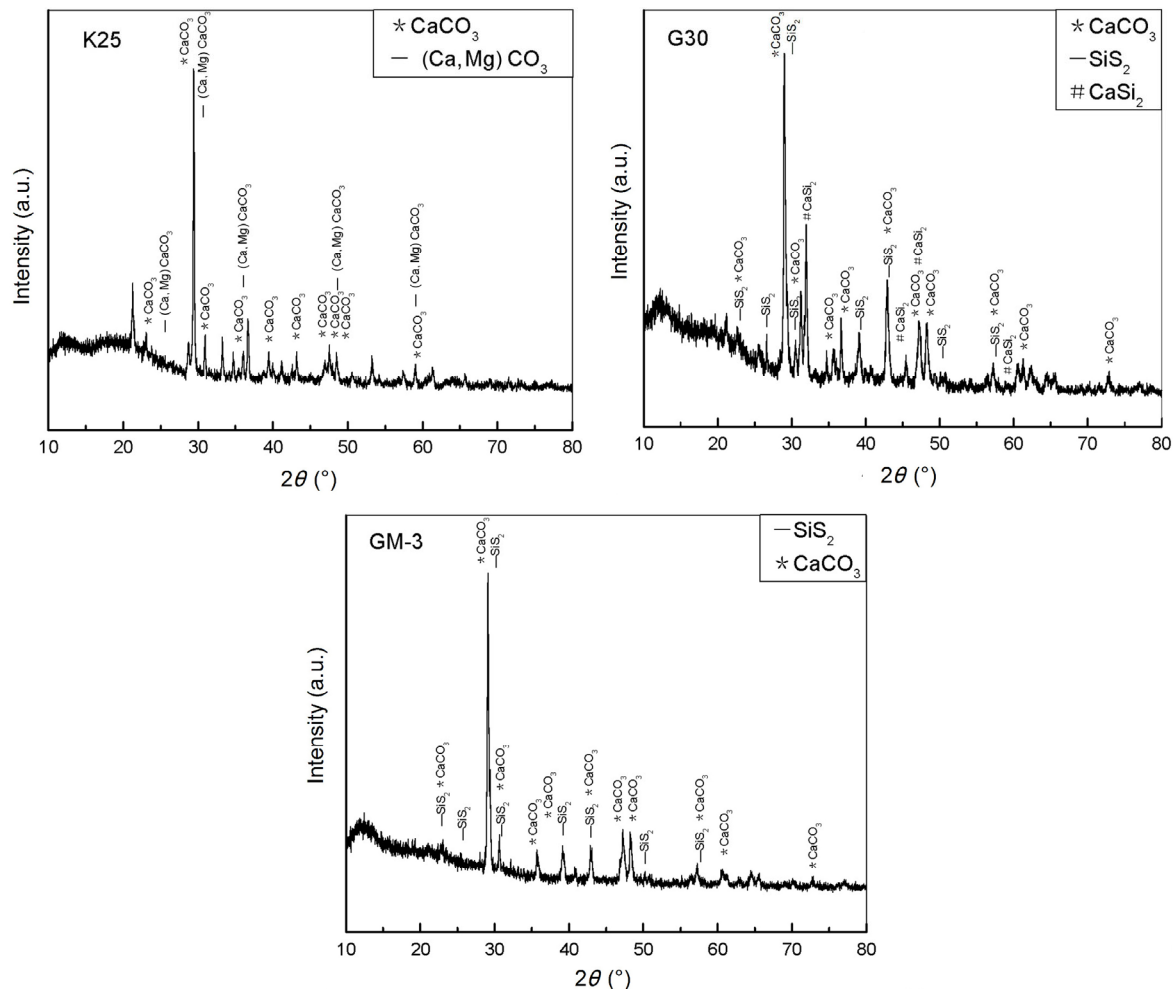 K25
* CaCO₃
— (Ca,Mg) CO₃
* CaCO₃
— (Ca, Mg) CaCO₃
* CaCO₃
— (Ca, Mg) CaCO₃
* CaCO₃
* CaCO₃
— (Ca, Mg) CaCO₃
* CaCO₃
* CaCO₃
* CaCO₃
* CaCO₃
— (Ca, Mg) CaCO₃
* CaCO₃
* CaCO₃
— (Ca, Mg) CaCO₃
Intensity (a.u.)
10 20 30 40 50 60 70 80
2θ (°)
G30
* CaCO₃
— SiS₂
# CaSi₂
* CaCO₃
— SiS₂
— SiS₂ * CaCO₃
— SiS₂
— SiS₂ * CaCO₃
# CaSi₂
* CaCO₃
* CaCO₃
— SiS₂
— SiS₂ * CaCO₃
# CaSi₂
* CaCO₃ # CaSi₂
* CaCO₃
— SiS₂
— SiS₂ * CaCO₃
# CaSi₂
* CaCO₃
* CaCO₃
Intensity (a.u.)
10 20 30 40 50 60 70 80
2θ (°)
GM-3
— SiS₂
* CaCO₃
* CaCO₃
— SiS₂
— SiS₂ * CaCO₃
— SiS₂
— SiS₂ * CaCO₃
* CaCO₃
* CaCO₃
— SiS₂
— SiS₂ * CaCO₃
* CaCO₃
* CaCO₃
— SiS₂
— SiS₂ * CaCO₃
* CaCO₃
* CaCO₃
Intensity (a.u.)
10 20 30 40 50 60 70 80
2θ (°)